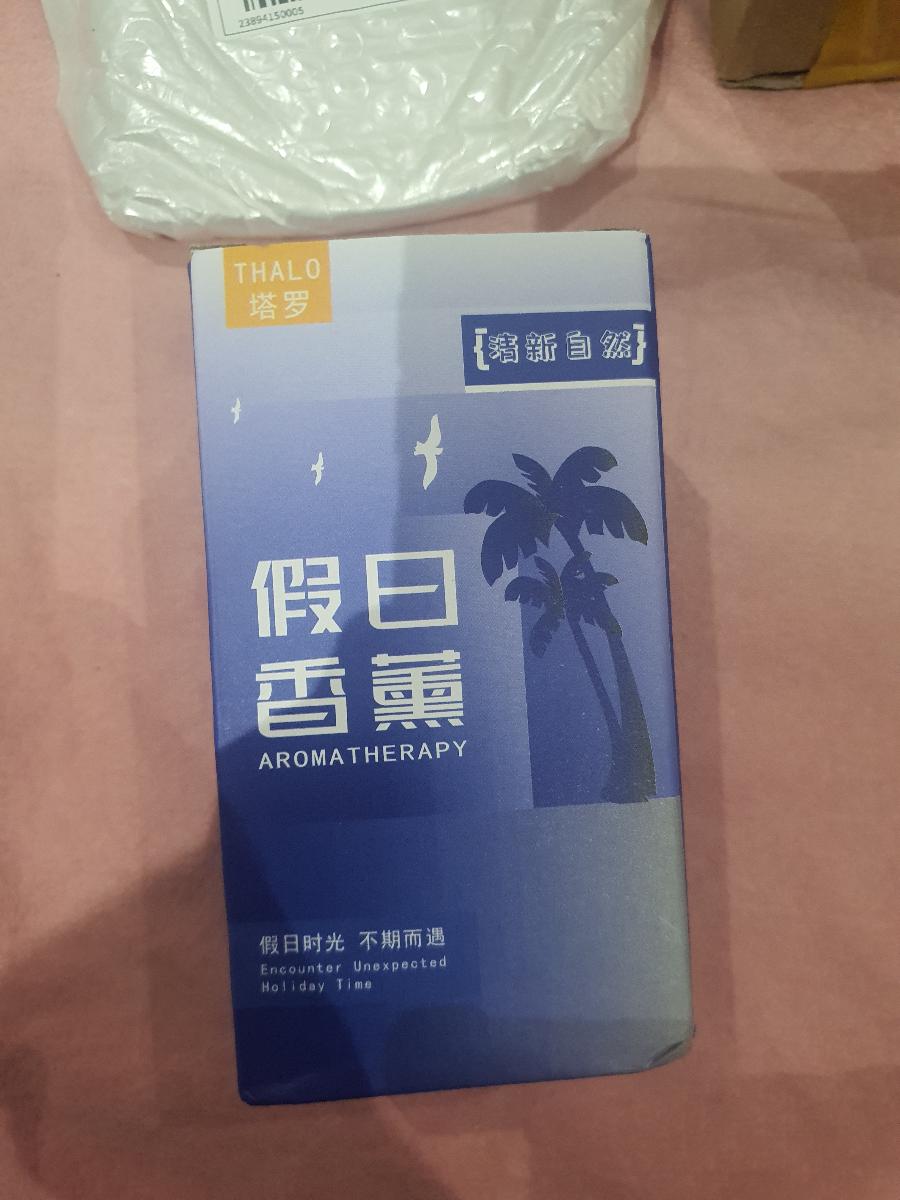 23894150005
THALO
塔罗
{清新自然}
假日
香薰
AROMATHERAPY
假日时光 不期而遇
Encounter Unexpected
Holiday Time